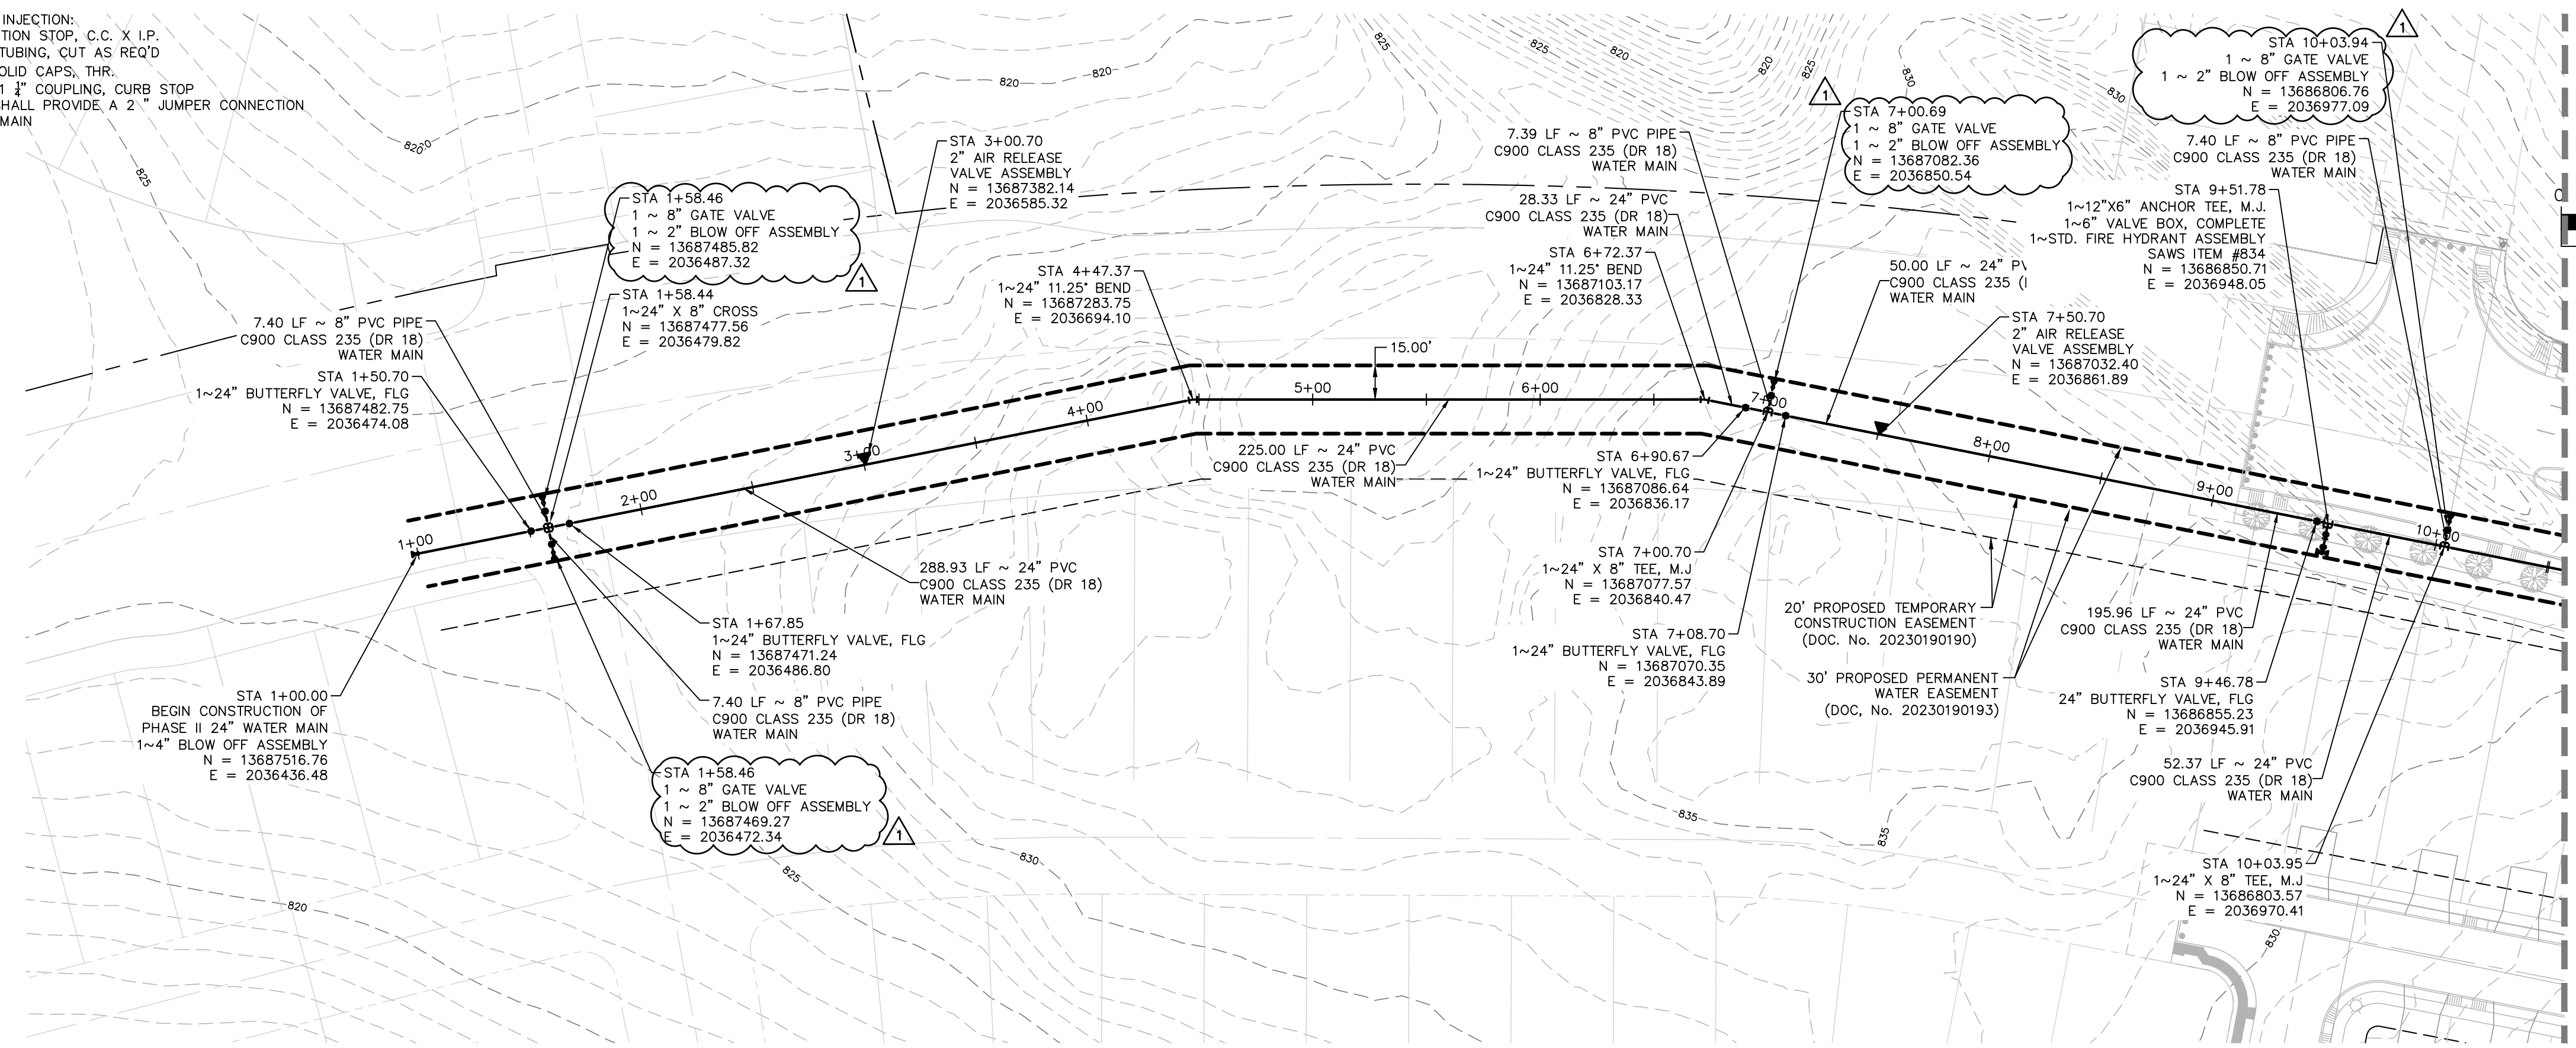 INJECTION:
TION STOP, C.C. X I.P.
TUBING, CUT AS REQ'D
OLID CAPS, THR.
1 1/4" COUPLING, CURB STOP
HALL PROVIDE A 2 " JUMPER CONNECTION
MAIN
STA 1+58.46
1 ~ 8" GATE VALVE
1 ~ 2" BLOW OFF ASSEMBLY
N = 13687485.82
E = 2036487.32
1
STA 1+58.44
1~24" X 8" CROSS
N = 13687477.56
E = 2036479.82
7.40 LF ~ 8" PVC PIPE
C900 CLASS 235 (DR 18)
WATER MAIN
STA 1+50.70
1~24" BUTTERFLY VALVE, FLG
N = 13687482.75
E = 2036474.08
STA 1+00.00
BEGIN CONSTRUCTION OF
PHASE II 24" WATER MAIN
1~4" BLOW OFF ASSEMBLY
N = 13687516.76
E = 2036436.48
STA 1+67.85
1~24" BUTTERFLY VALVE, FLG
N = 13687471.24
E = 2036486.80
7.40 LF ~ 8" PVC PIPE
C900 CLASS 235 (DR 18)
WATER MAIN
STA 1+58.46
1 ~ 8" GATE VALVE
1 ~ 2" BLOW OFF ASSEMBLY
N = 13687469.27
E = 2036472.34
1
STA 3+00.70
2" AIR RELEASE
VALVE ASSEMBLY
N = 13687382.14
E = 2036585.32
288.93 LF ~ 24" PVC
C900 CLASS 235 (DR 18)
WATER MAIN
STA 4+47.37
1~24" 11.25° BEND
N = 13687283.75
E = 2036694.10
15.00'
225.00 LF ~ 24" PVC
C900 CLASS 235 (DR 18)
WATER MAIN
7.39 LF ~ 8" PVC PIPE
C900 CLASS 235 (DR 18)
WATER MAIN
28.33 LF ~ 24" PVC
C900 CLASS 235 (DR 18)
WATER MAIN
STA 6+72.37
1~24" 11.25° BEND
N = 13687103.17
E = 2036828.33
STA 6+90.67
1~24" BUTTERFLY VALVE, FLG
N = 13687086.64
E = 2036836.17
STA 7+00.70
1~24" X 8" TEE, M.J
N = 13687077.57
E = 2036840.47
STA 7+08.70
1~24" BUTTERFLY VALVE, FLG
N = 13687070.35
E = 2036843.89
1
STA 7+00.69
1 ~ 8" GATE VALVE
1 ~ 2" BLOW OFF ASSEMBLY
N = 13687082.36
E = 2036850.54
50.00 LF ~ 24" PV
C900 CLASS 235 (
WATER MAIN
STA 7+50.70
2" AIR RELEASE
VALVE ASSEMBLY
N = 13687032.40
E = 2036861.89
20' PROPOSED TEMPORARY
CONSTRUCTION EASEMENT
(DOC. No. 20230190190)
30' PROPOSED PERMANENT
WATER EASEMENT
(DOC, No. 20230190193)
1
STA 10+03.94
1 ~ 8" GATE VALVE
1 ~ 2" BLOW OFF ASSEMBLY
N = 13686806.76
E = 2036977.09
7.40 LF ~ 8" PVC PIPE
C900 CLASS 235 (DR 18)
WATER MAIN
STA 9+51.78
1~12"X6" ANCHOR TEE, M.J.
1~6" VALVE BOX, COMPLETE
1~STD. FIRE HYDRANT ASSEMBLY
SAWS ITEM #834
N = 13686850.71
E = 2036948.05
195.96 LF ~ 24" PVC
C900 CLASS 235 (DR 18)
WATER MAIN
STA 9+46.78
24" BUTTERFLY VALVE, FLG
N = 13686855.23
E = 2036945.91
52.37 LF ~ 24" PVC
C900 CLASS 235 (DR 18)
WATER MAIN
STA 10+03.95
1~24" X 8" TEE, M.J
N = 13686803.57
E = 2036970.41
1+00
2+00
3+00
4+00
5+00
6+00
7+00
8+00
9+00
10+00
825
820
820
820
825
825
820
820
825
830
830
820
825
830
835
835
830